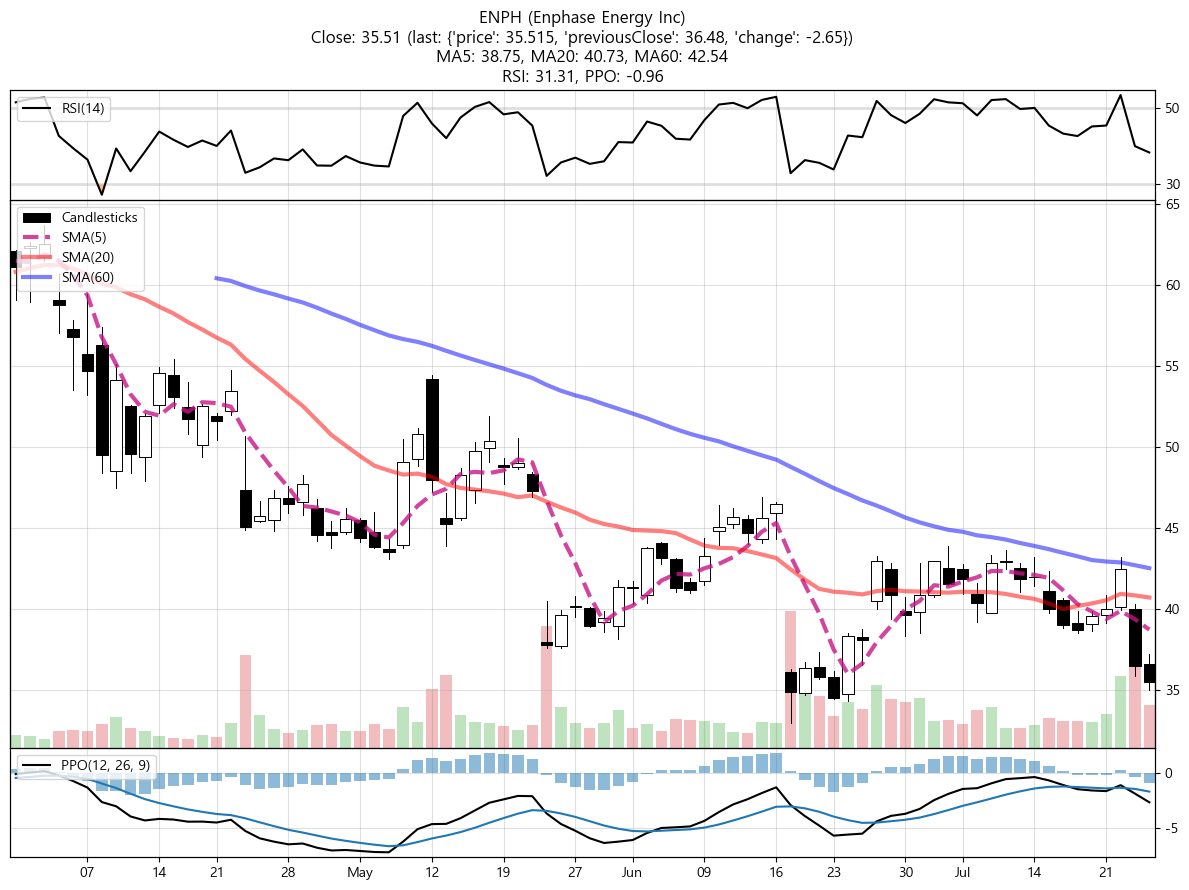 ENPH (Enphase Energy Inc)
Close: 35.51 (last: {'price': 35.515, 'previousClose': 36.48, 'change': -2.65})
MA5: 38.75, MA20: 40.73, MA60: 42.54
RSI: 31.31, PPO: -0.96
RSI(14)
50
30
Candlesticks
SMA(5)
SMA(20)
SMA(60)
65
60
55
50
45
40
35
PPO(12, 26, 9)
0
-5
07 14 21 28 May 12 19 27 Jun 09 16 23 30 Jul 14 21